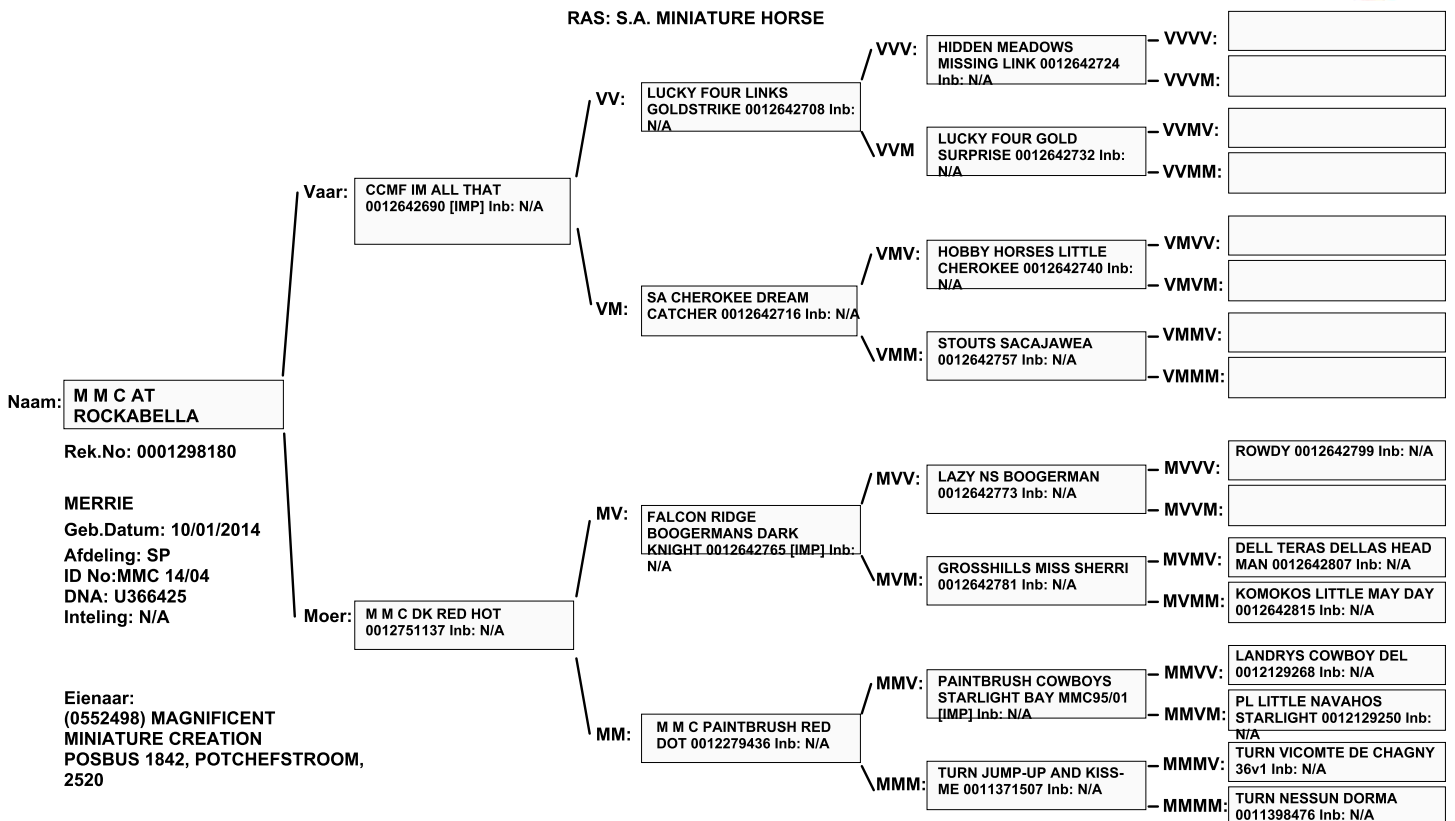 RAS: S.A. MINIATURE HORSE
Naam:
M M C AT
ROCKABELLA
Rek.No: 0001298180
MERRIE
Geb.Datum: 10/01/2014
Afdeling: SP
ID No:MMC 14/04
DNA: U366425
Inteling: N/A
Eienaar:
(0552498) MAGNIFICENT
MINIATURE CREATION
POSBUS 1842, POTCHEFSTROOM,
2520
Vaar:
CCMF IM ALL THAT
0012642690 [IMP] Inb: N/A
Moer:
M M C DK RED HOT
0012751137 Inb: N/A
VV:
LUCKY FOUR LINKS
GOLDSTRIKE 0012642708 Inb:
N/A
VM:
SA CHEROKEE DREAM
CATCHER 0012642716 Inb: N/A
MV:
FALCON RIDGE
BOOGERMANS DARK
KNIGHT 0012642765 [IMP] Inb:
N/A
MM:
M M C PAINTBRUSH RED
DOT 0012279436 Inb: N/A
VVV:
HIDDEN MEADOWS
MISSING LINK 0012642724
Inb: N/A
VVM
LUCKY FOUR GOLD
SURPRISE 0012642732 Inb:
N/A
VMV:
HOBBY HORSES LITTLE
CHEROKEE 0012642740 Inb:
N/A
VMM:
STOUTS SACAJAWEA
0012642757 Inb: N/A
MVV:
LAZY NS BOOGERMAN
0012642773 Inb: N/A
MVM:
GROSSHILLS MISS SHERRI
0012642781 Inb: N/A
MMV:
PAINTBRUSH COWBOYS
STARLIGHT BAY MMC95/01
[IMP] Inb: N/A
MMM:
TURN JUMP-UP AND KISS-
ME 0011371507 Inb: N/A
VVVV:
VVVM:
VVMV:
VVMM:
VMVV:
VMVM:
VMMV:
VMMM:
MVVV:
ROWDY 0012642799 Inb: N/A
MVVM:
MVMV:
DELL TERAS DELLAS HEAD
MAN 0012642807 Inb: N/A
MVMM:
KOMOKOS LITTLE MAY DAY
0012642815 Inb: N/A
MMVV:
LANDRYS COWBOY DEL
0012129268 Inb: N/A
MMVM:
PL LITTLE NAVAHOS
STARLIGHT 0012129250 Inb:
N/A
MMMV:
TURN VICOMTE DE CHAGNY
36v1 Inb: N/A
MMMM:
TURN NESSUN DORMA
0011398476 Inb: N/A